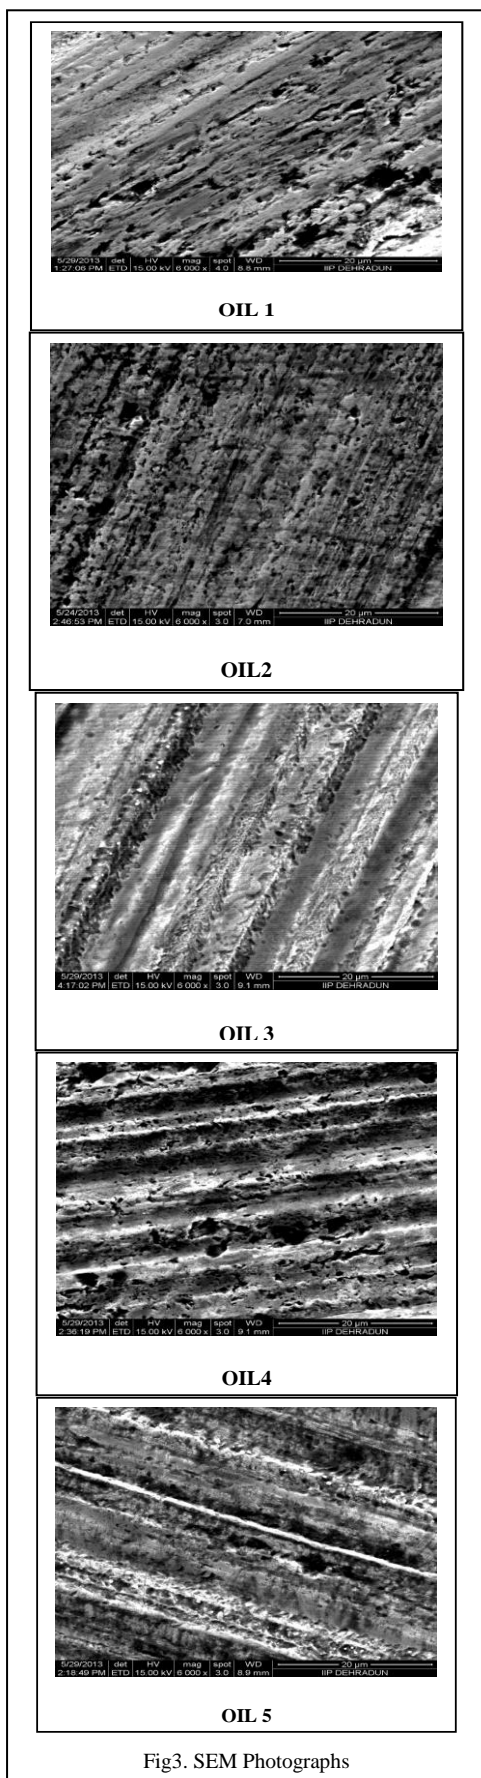 5/29/2013 det HV mag spot WD 20 µm
1:27:06 PM ETD 15.00 kV 6 000 x 4.0 8.8 mm IIP DEHRADUN
OIL 1
5/24/2013 det HV mag spot WD 20 µm
2:46:53 PM ETD 15.00 kV 6 000 x 3.0 7.0 mm IIP DEHRADUN
OIL2
5/29/2013 det HV mag spot WD 20 µm
4:17:02 PM ETD 15.00 kV 6 000 x 3.0 9.1 mm IIP DEHRADUN
OIL 3
5/29/2013 det HV mag spot WD 20 µm
2:36:19 PM ETD 15.00 kV 6 000 x 3.0 9.1 mm IIP DEHRADUN
OIL4
5/29/2013 det HV mag spot WD 20 µm
2:18:49 PM ETD 15.00 kV 6 000 x 3.0 8.9 mm IIP DEHRADUN
OIL 5
Fig3. SEM Photographs